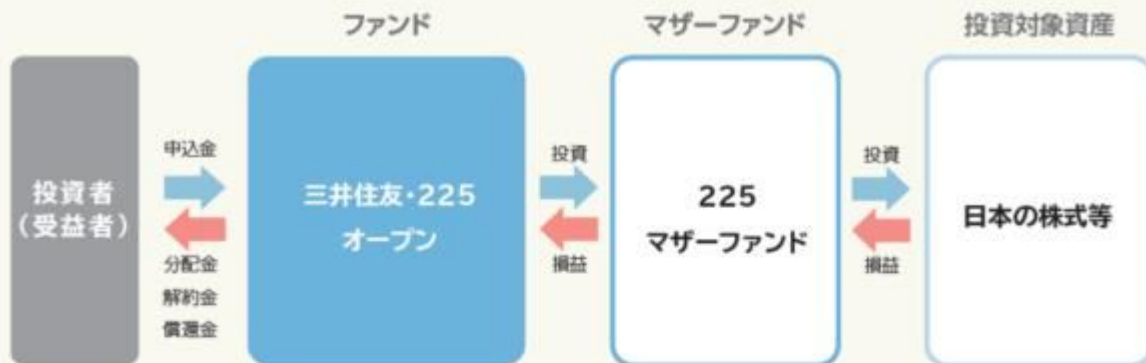 ファンド
マザーファンド
投資対象資産
投資者
（受益者）
申込金
分配金
解約金
償還金
三井住友・225
オープン
投資
損益
225
マザーファンド
投資
損益
日本の株式等